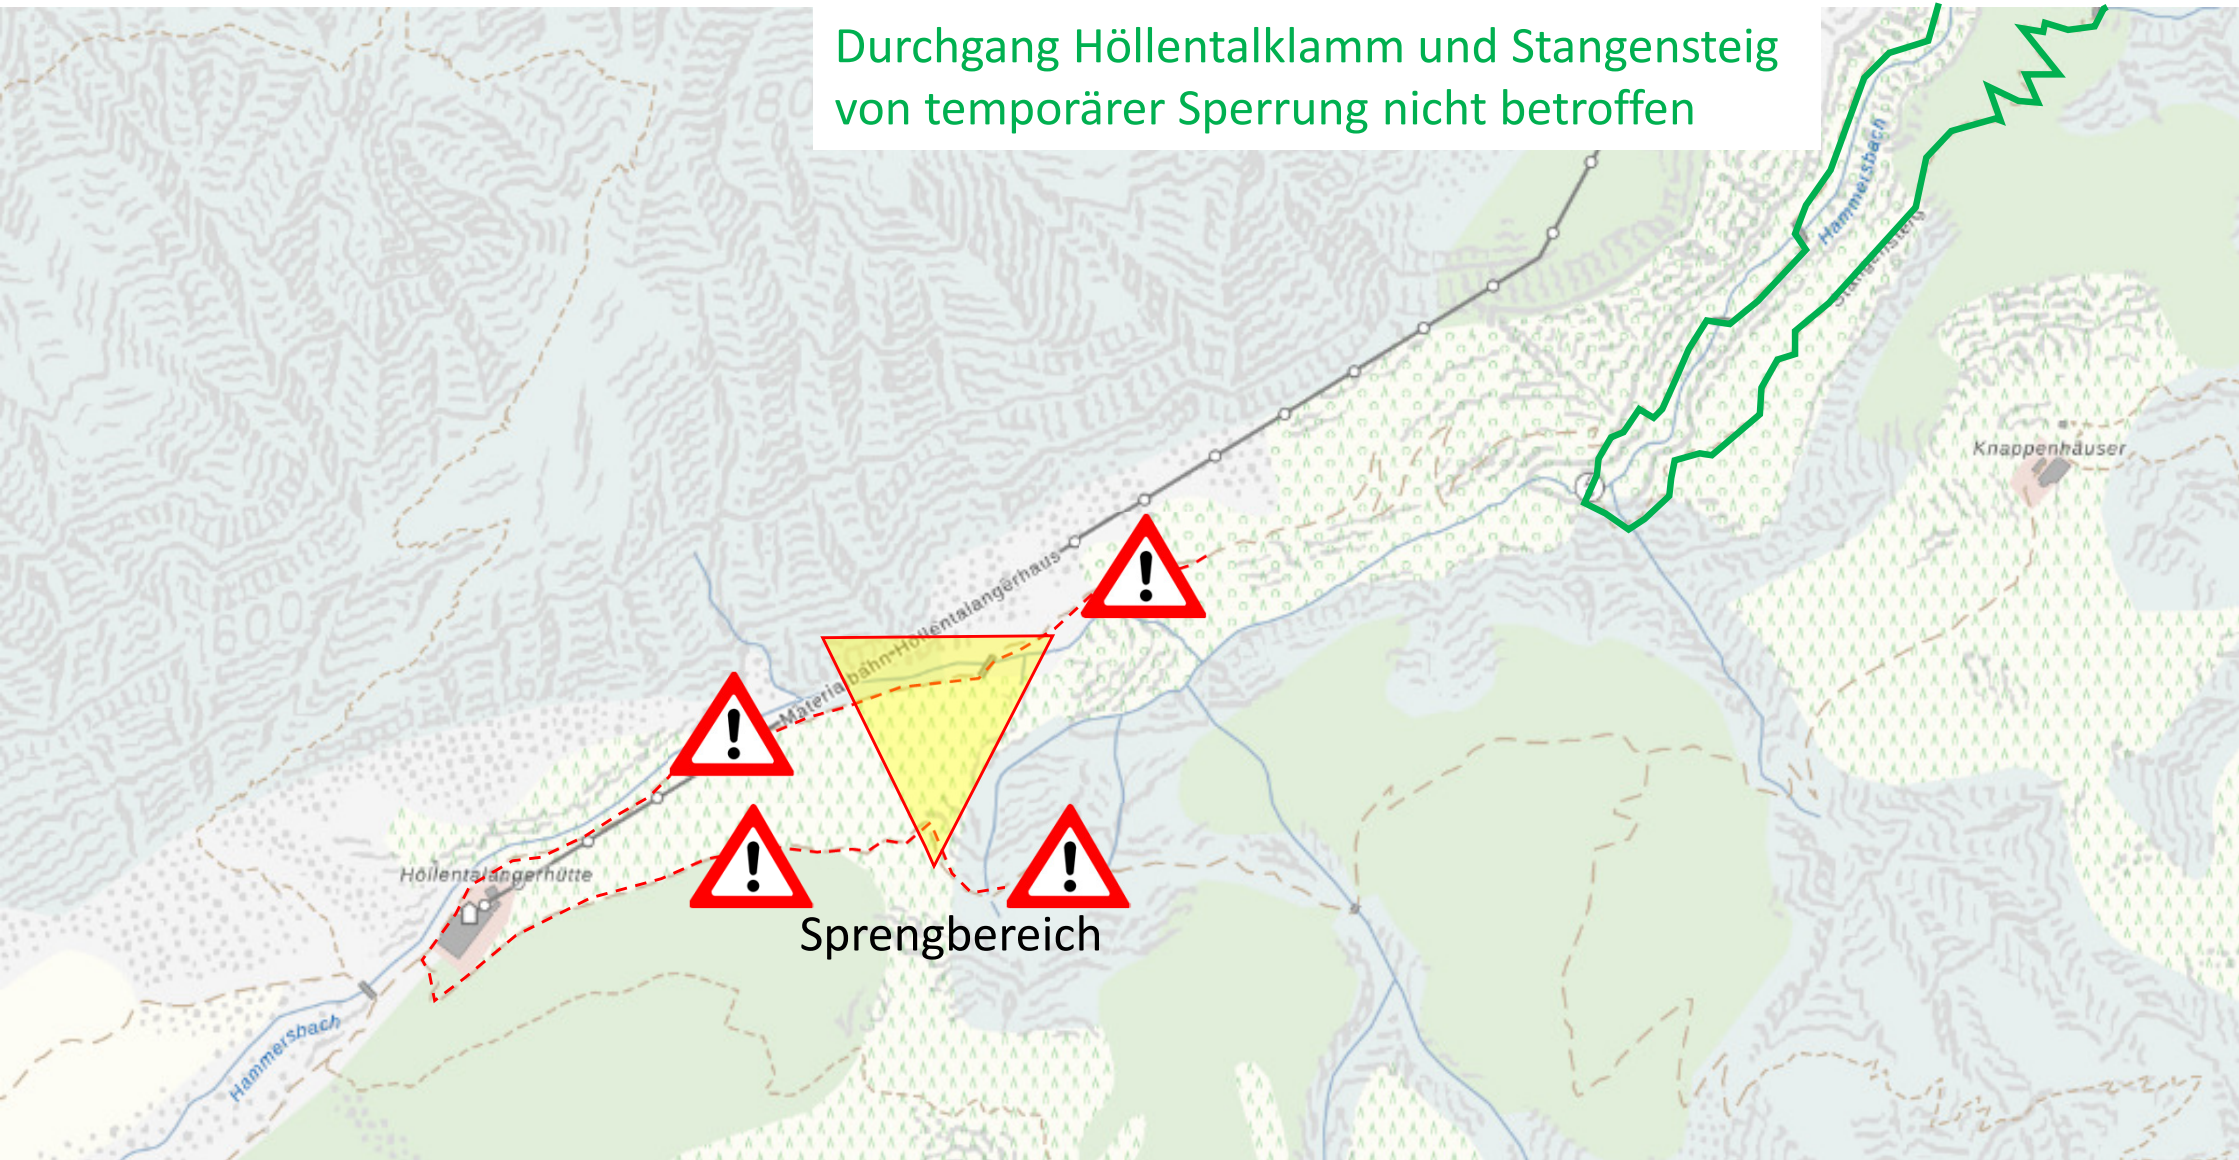 Durchgang Höllentalklamm und Stangensteig
von temporärer Sperrung nicht betroffen
Hammersbach
Stangensteig
Knappenhäuser
Materialbahn-Höllentalangerhaus
Höllentalangerhütte
Sprengbereich
Hammersbach